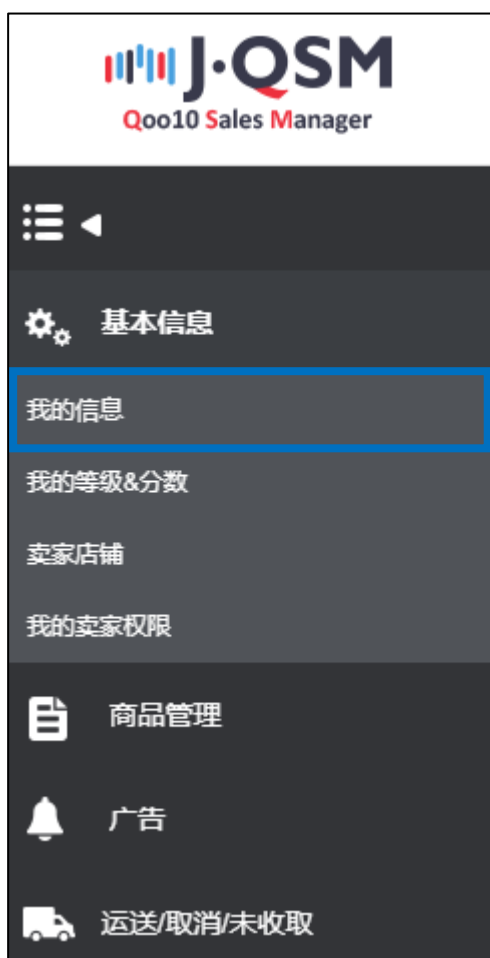 J·QSM
Qoo10 Sales Manager
基本信息
我的信息
我的等级&分数
卖家店铺
我的卖家权限
商品管理
广告
运送/取消/未收取